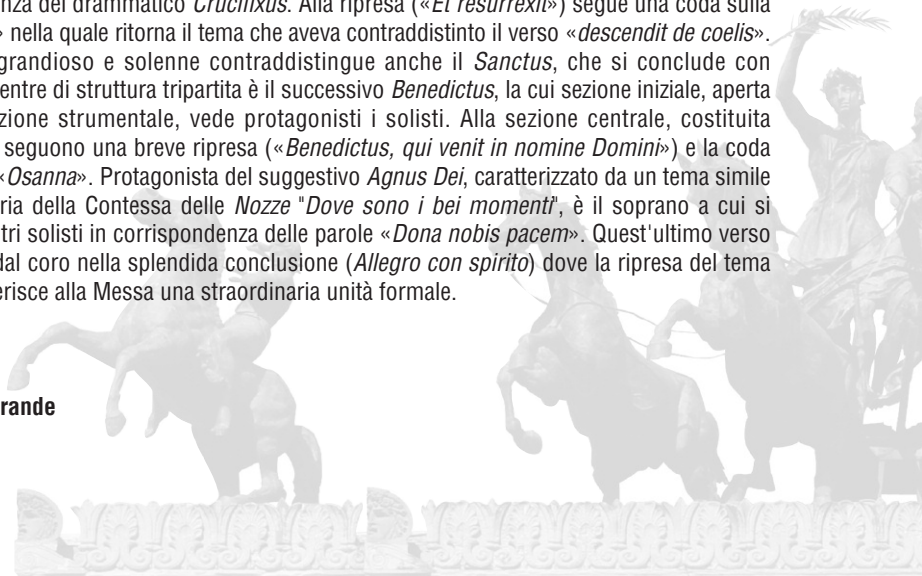 nza del drammatico Crucifixus. Alla ripresa («Et resurrexit») segue una coda sulla
» nella quale ritorna il tema che aveva contraddistinto il verso «descendit de coelis».
grandioso e solenne contraddistingue anche il Sanctus, che si conclude con
entre di struttura tripartita è il successivo Benedictus, la cui sezione iniziale, aperta
zione strumentale, vede protagonisti i solisti. Alla sezione centrale, costituita
seguono una breve ripresa («Benedictus, qui venit in nomine Domini») e la coda
«Osanna». Protagonista del suggestivo Agnus Dei, caratterizzato da un tema simile
ria della Contessa delle Nozze "Dove sono i bei momenti", è il soprano a cui si
tri solisti in corrispondenza delle parole «Dona nobis pacem». Quest'ultimo verso
dal coro nella splendida conclusione (Allegro con spirito) dove la ripresa del tema
erisce alla Messa una straordinaria unità formale.
rande